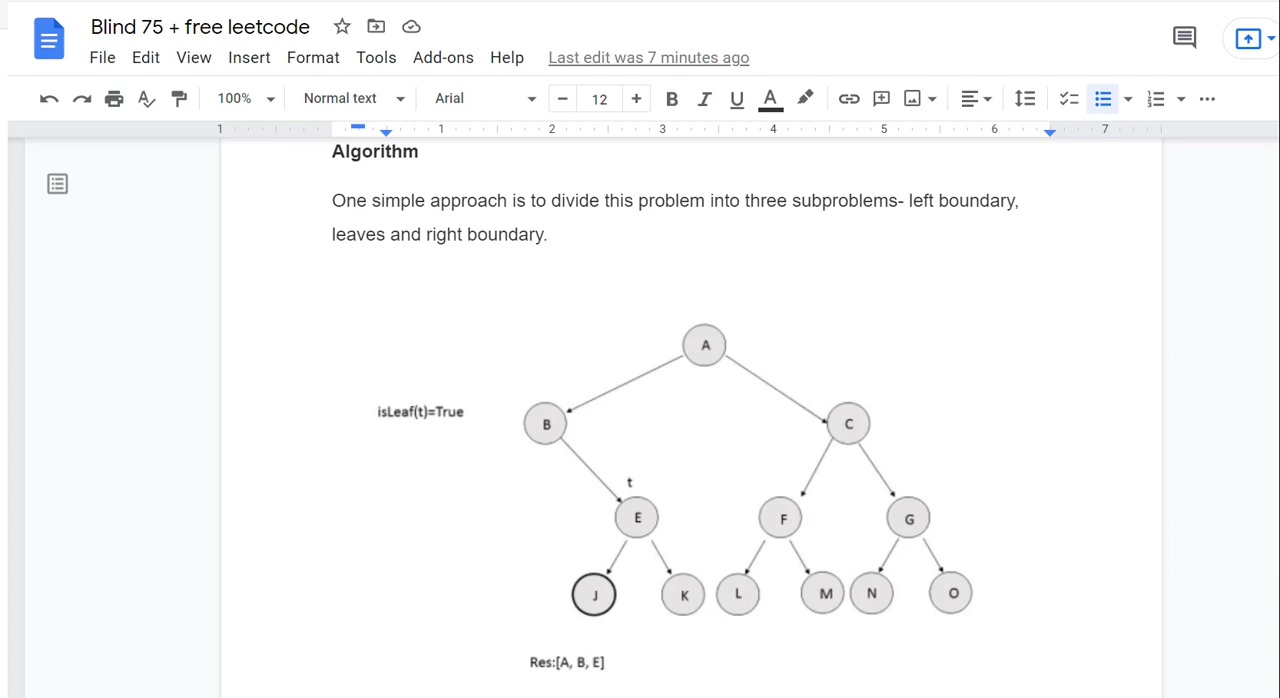 Blind 75 + free leetcode
File Edit View Insert Format Tools Add-ons Help Last edit was 7 minutes ago
100% Normal text Arial 12 B I U A
1 1 2 3 4 5 6 7
Algorithm
One simple approach is to divide this problem into three subproblems- left boundary,
leaves and right boundary.
A
isLeaf(t)=True
B C
t
E F G
J K L M N O
Res:[A, B, E]